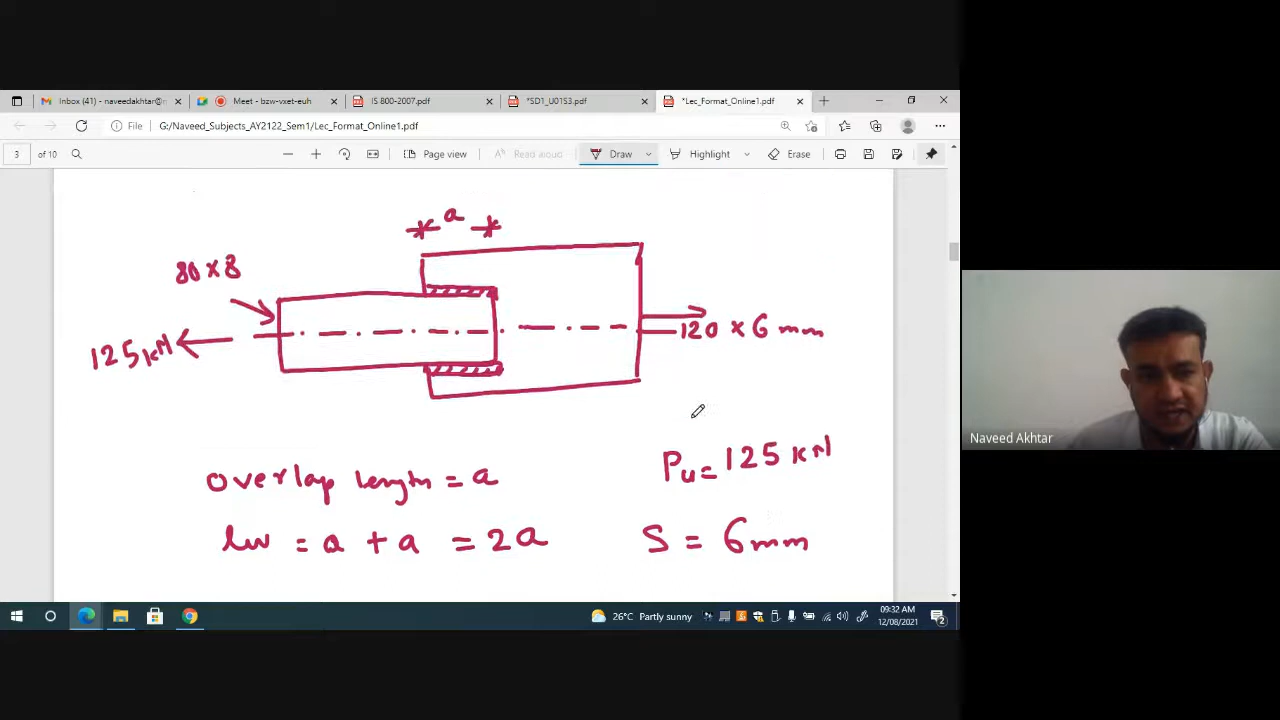 Inbox (41) - naveedakhtar@n
Meet - bzw-vxet-euh
IS 800-2007.pdf
*SD1_U01S3.pdf
*Lec_Format_Online1.pdf
File
G:/Naveed_Subjects_AY2122_Sem1/Lec_Format_Online1.pdf
3 of 10
Page view
Read aloud
Draw
Highlight
Erase
a
80 x 8
125 kN
120 x 6 mm
Naveed Akhtar
overlap length = a
Pu = 125 kN
lw = a + a = 2a
S = 6 mm
26°C Partly sunny
09:32 AM
12/08/2021
2